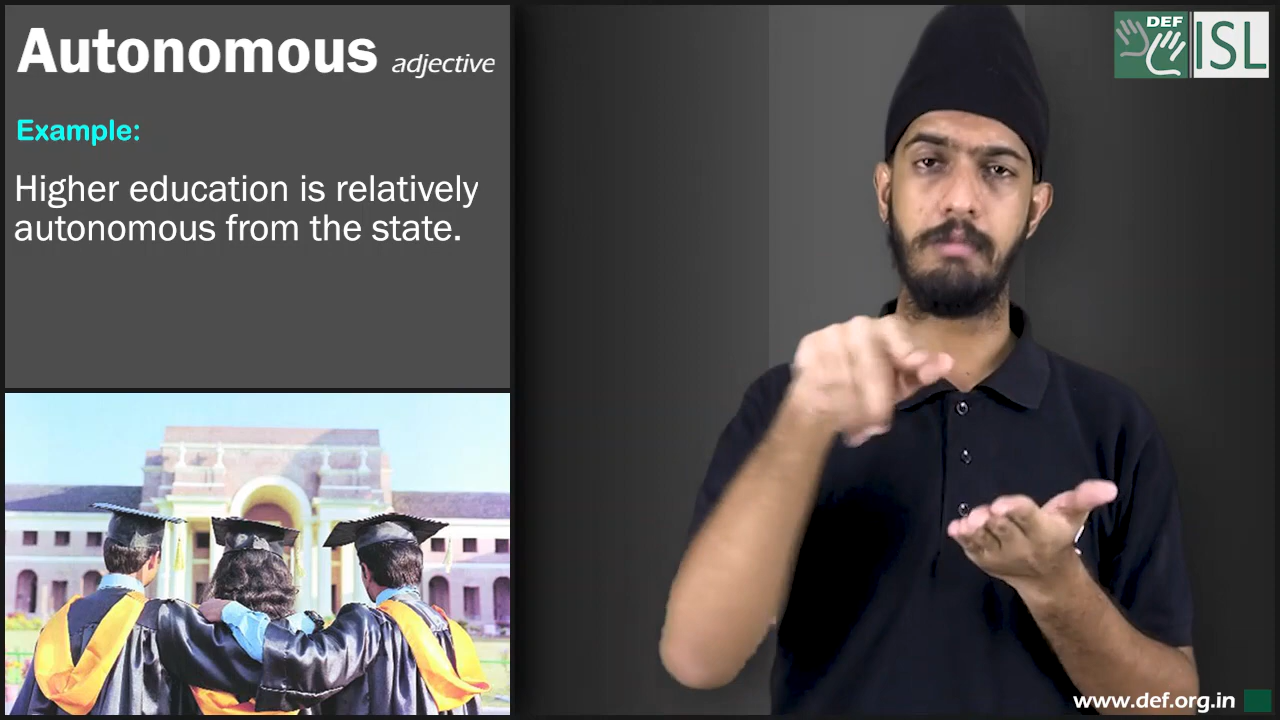 Autonomous adjective
Example:
Higher education is relatively
autonomous from the state.
DEF
ISL
www.def.org.in